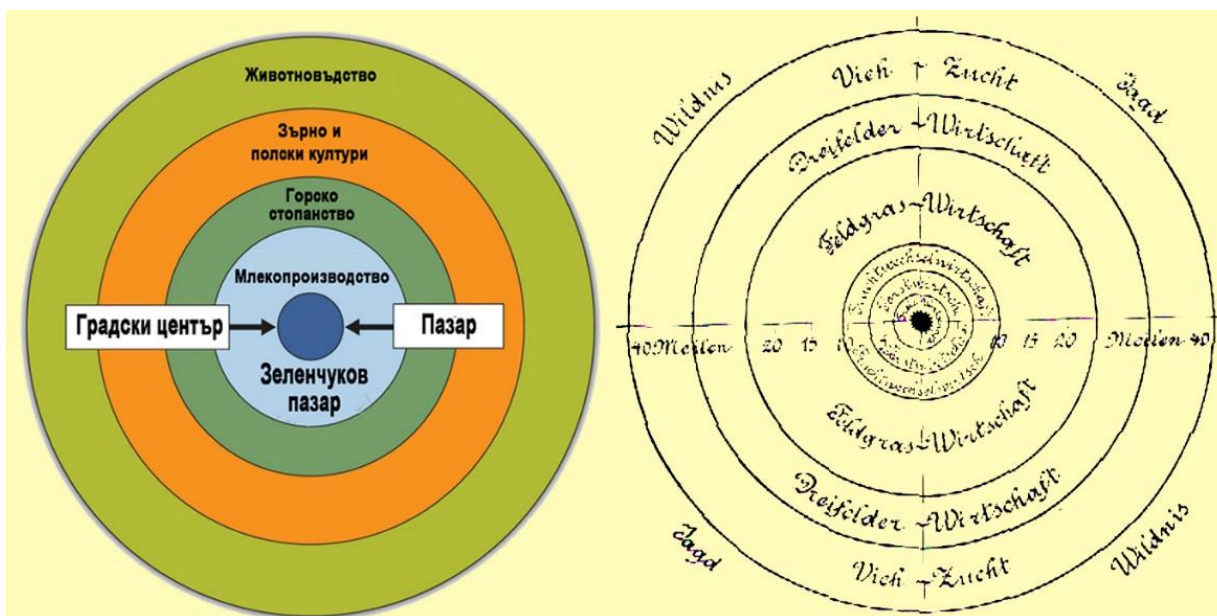 Животновъдство
Зърно и
полски култури
Горско
стопанство
Млекопроизводство
Градски център
Пазар
Зеленчуков
пазар
Wildnis
Vieh Zucht
Jagd
Dreifelder Wirtschaft
Feldgras Wirtschaft
Fruchtwechselwirtschaft
40 Meilen 20 15 10 15 20 Meilen 40
Feldgras Wirtschaft
Dreifelder Wirtschaft
Jagd
Vieh Zucht
Wildnis